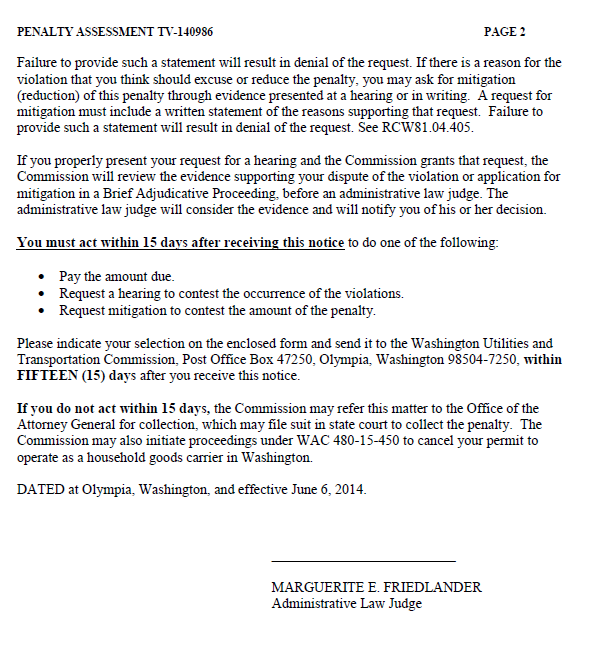 PENALTY ASSESSMENT TV-140986 PAGE 2
Failure to provide such a statement will result in denial of the request. If there is a reason for the
violation that you think should excuse or reduce the penalty, you may ask for mitigation
(reduction) of this penalty through evidence presented at a hearing or in writing. A request for
mitigation must include a written statement of the reasons supporting that request. Failure to
provide such a statement will result in denial of the request. See RCW81.04.405.
If you properly present your request for a hearing and the Commission grants that request, the
Commission will review the evidence supporting your dispute of the violation or application for
mitigation in a Brief Adjudicative Proceeding, before an administrative law judge. The
administrative law judge will consider the evidence and will notify you of his or her decision.
You must act within 15 days after receiving this notice to do one of the following:
• Pay the amount due.
• Request a hearing to contest the occurrence of the violations.
• Request mitigation to contest the amount of the penalty.
Please indicate your selection on the enclosed form and send it to the Washington Utilities and
Transportation Commission, Post Office Box 47250, Olympia, Washington 98504-7250, within
FIFTEEN (15) days after you receive this notice.
If you do not act within 15 days, the Commission may refer this matter to the Office of the
Attorney General for collection, which may file suit in state court to collect the penalty. The
Commission may also initiate proceedings under WAC 480-15-450 to cancel your permit to
operate as a household goods carrier in Washington.
DATED at Olympia, Washington, and effective June 6, 2014.
MARGUERITE E. FRIEDLANDER
Administrative Law Judge